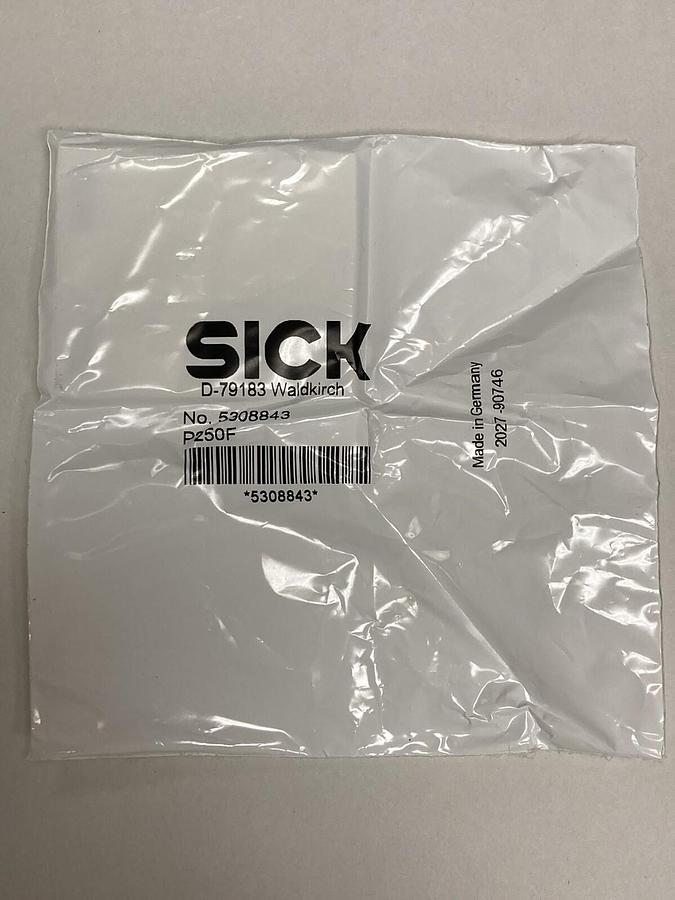 SICK
D-79183 Waldkirch
No. 5308843
P250F
*5308843*
Made in Germany
2027-90746